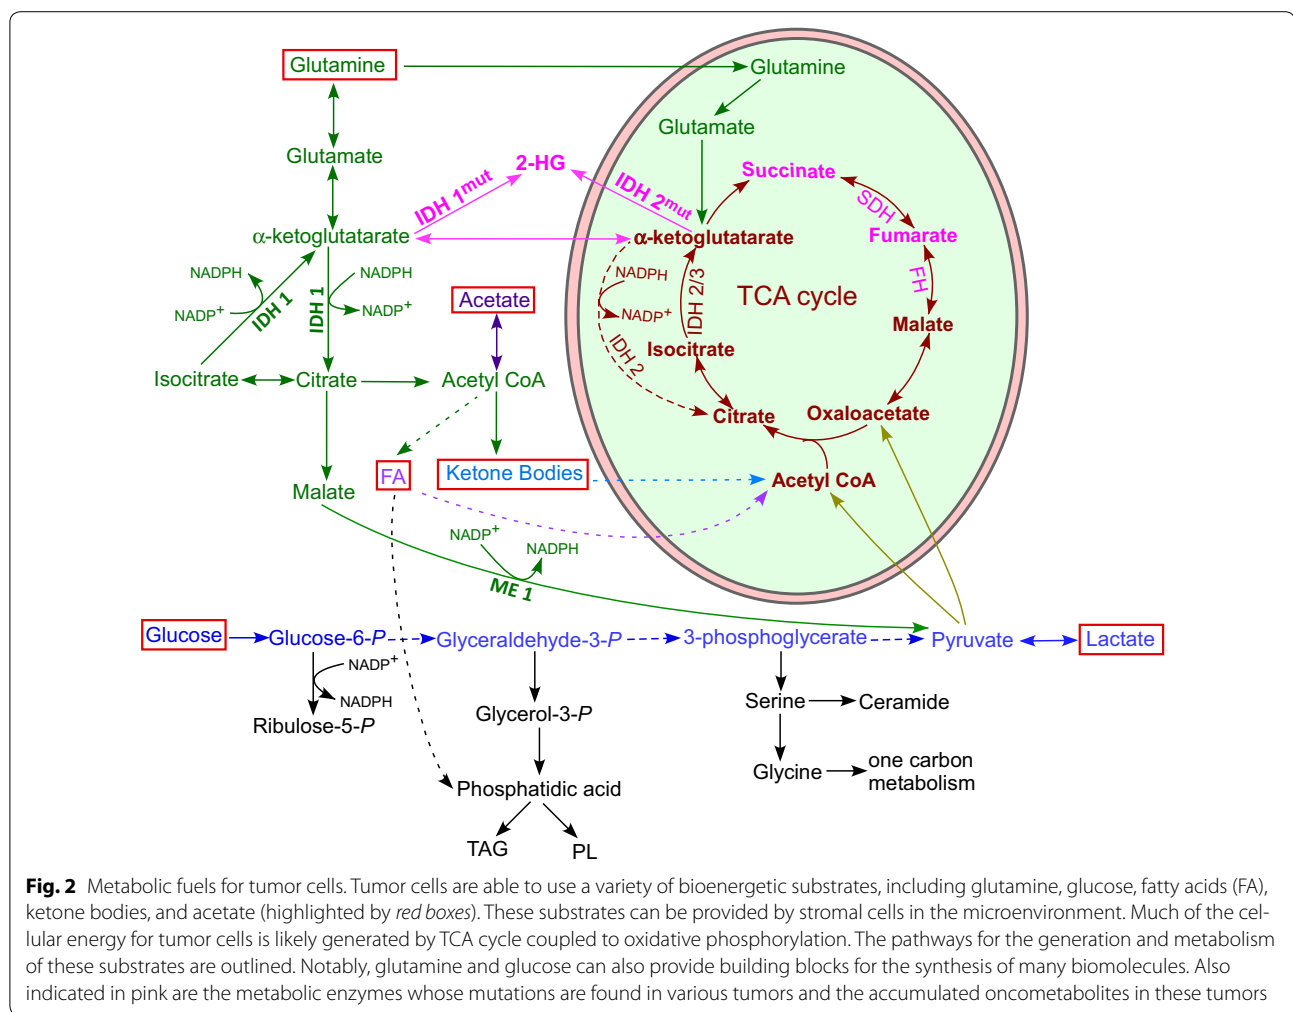 Glutamine
Glutamine
Glutamate
Glutamate
2-HG
Succinate
IDH 1mut
IDH 2mut
SDH
α-ketoglutatarate
α-ketoglutatarate
Fumarate
NADPH
NADPH
NADPH
FH
IDH 1
IDH 1
NADP+
NADP+
NADP+
IDH 2/3
TCA cycle
Acetate
Malate
Isocitrate
IDH 2
Isocitrate
Citrate
Acetyl CoA
Citrate
Oxaloacetate
FA
Ketone Bodies
Acetyl CoA
Malate
NADP+
NADPH
ME 1
Glucose
Glucose-6-P
Glyceraldehyde-3-P
3-phosphoglycerate
Pyruvate
Lactate
NADP+
NADPH
Ribulose-5-P
Glycerol-3-P
Serine
Ceramide
Glycine
one carbon
metabolism
Phosphatidic acid
TAG
PL
Fig. 2 Metabolic fuels for tumor cells. Tumor cells are able to use a variety of bioenergetic substrates, including glutamine, glucose, fatty acids (FA),
ketone bodies, and acetate (highlighted by red boxes). These substrates can be provided by stromal cells in the microenvironment. Much of the cel-
lular energy for tumor cells is likely generated by TCA cycle coupled to oxidative phosphorylation. The pathways for the generation and metabolism
of these substrates are outlined. Notably, glutamine and glucose can also provide building blocks for the synthesis of many biomolecules. Also
indicated in pink are the metabolic enzymes whose mutations are found in various tumors and the accumulated oncometabolites in these tumors